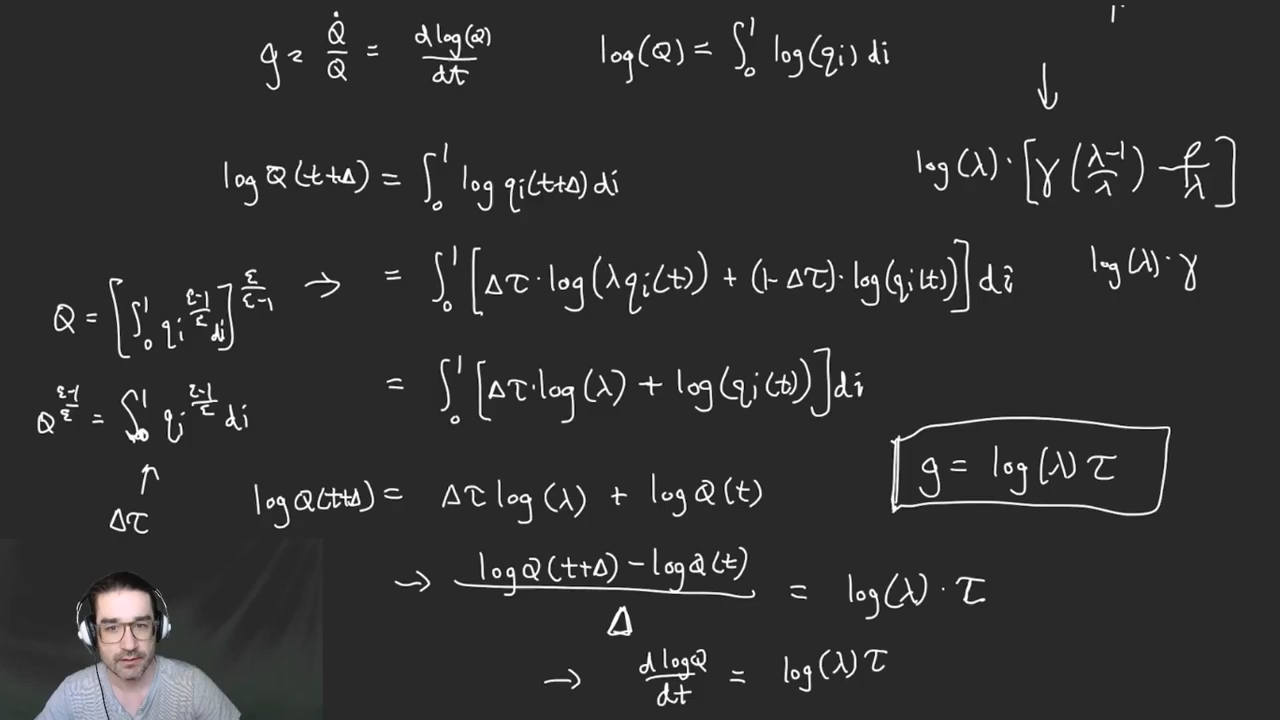 g = Q̇/Q = dlog(Q)/dt
log(Q) = ∫₀¹ log(qi) di
↓
log Q(t+Δ) = ∫₀¹ log qi(t+Δ) di
log(λ) · [γ((λ-1)/λ) - ρ/λ]
= ∫₀¹ [Δτ · log(λqi(t)) + (1-Δτ) · log(qi(t))] di
log(λ) · γ
Q = [∫₀¹ qi^((ε-1)/ε) di]^(ε/(ε-1)) →
= ∫₀¹ [Δτ · log(λ) + log(qi(t))] di
Q^((ε-1)/ε) = ∫₀¹ qi^((ε-1)/ε) di
↑
Δτ
g = log(λ) τ
log Q(t+Δ) = Δτ log(λ) + log Q(t)
→ (log Q(t+Δ) - log Q(t))/Δ = log(λ) · τ
→ d log Q/dt = log(λ) τ